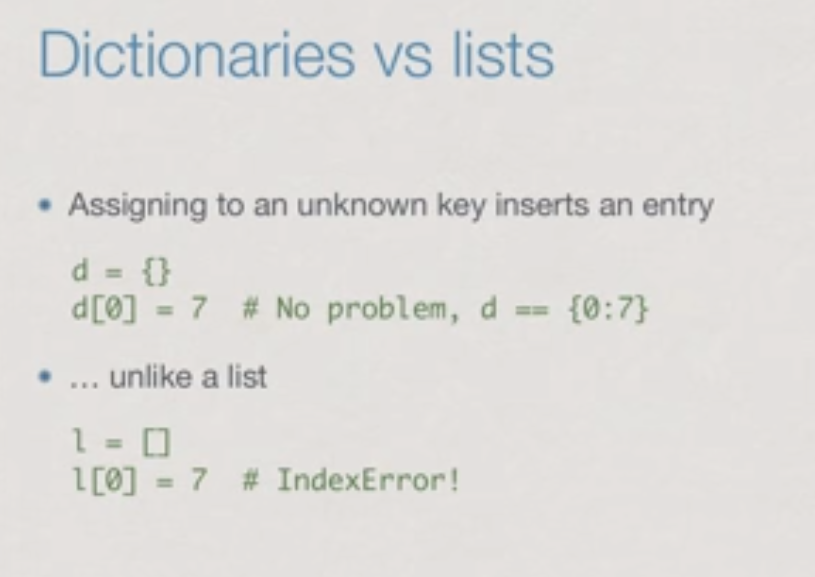 Dictionaries vs lists
• Assigning to an unknown key inserts an entry
d = {}
d[0] = 7  # No problem, d == {0:7}
• ... unlike a list
l = []
l[0] = 7  # IndexError!